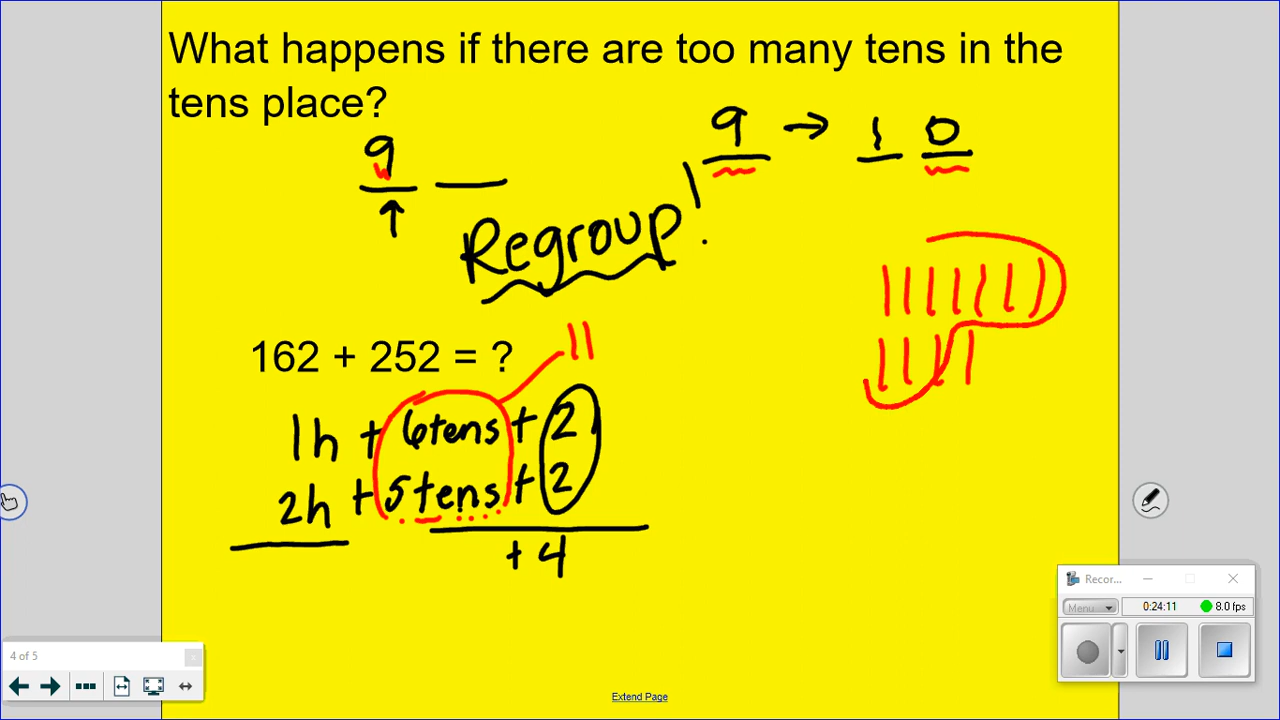 What happens if there are too many tens in the
tens place?
9 → 1 0
9
Regroup!
162 + 252 = ?
11
1h + 6tens + 2
2h + 5tens + 2
+ 4
Recor...
Menu
0:24:11 8.0 fps
4 of 5
Extend Page